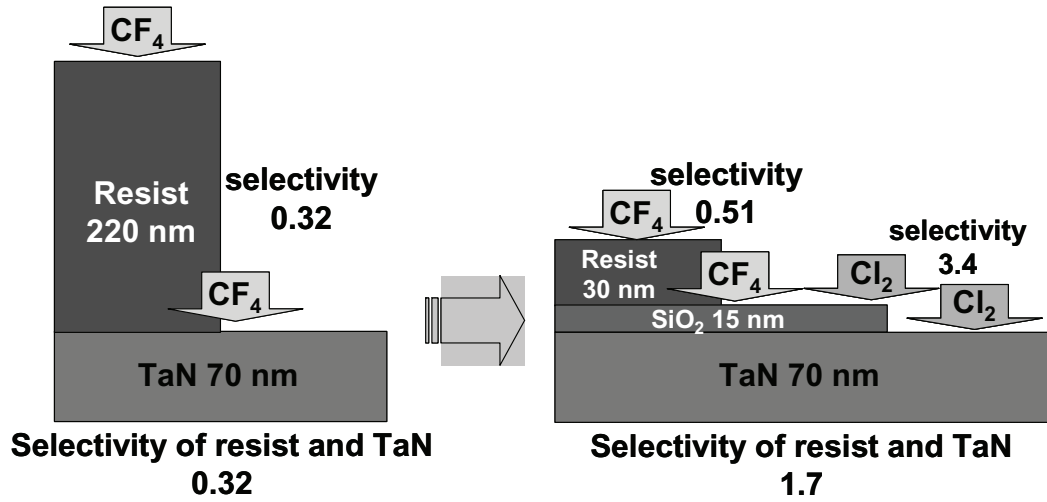 CF₄
Resist
220 nm
selectivity
0.32
CF₄
TaN 70 nm
Selectivity of resist and TaN
0.32
selectivity
0.51
CF₄
Resist
30 nm
CF₄
selectivity
3.4
Cl₂
Cl₂
SiO₂ 15 nm
TaN 70 nm
Selectivity of resist and TaN
1.7